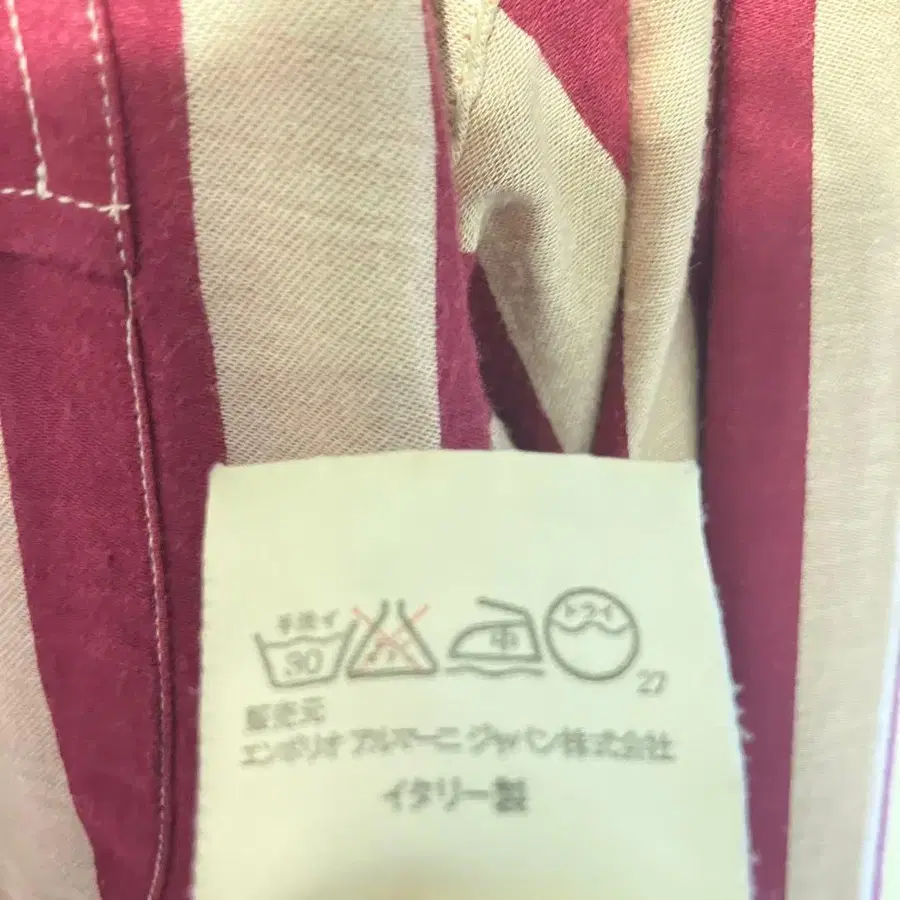 手洗イ
30
中
ドライ
27
販売元
エンポリオ アルマーニ ジャパン株式会社
イタリー製